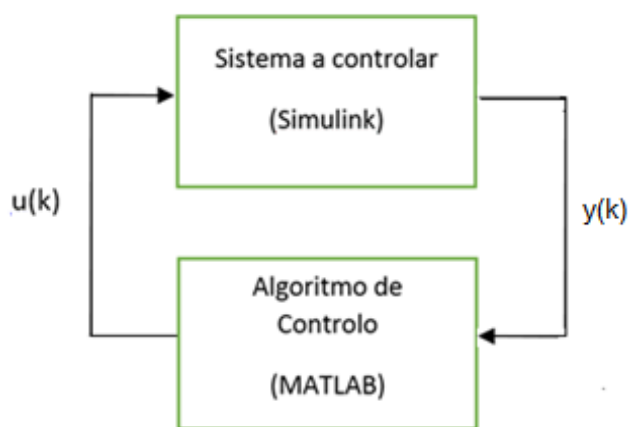 Sistema a controlar
(Simulink)
u(k)
y(k)
Algoritmo de
Controlo
(MATLAB)